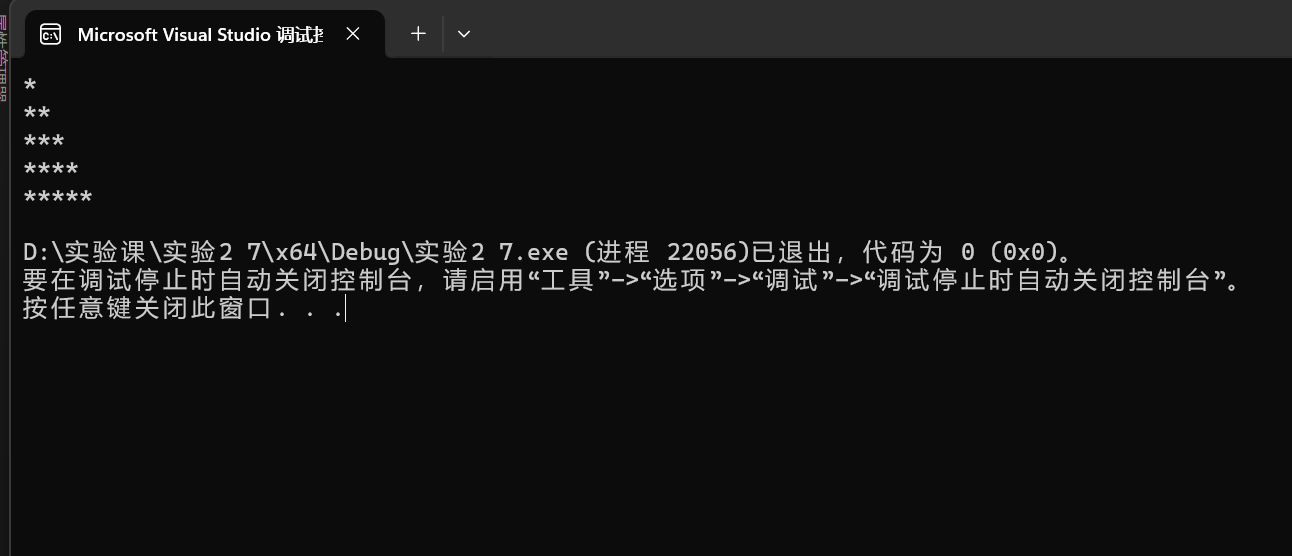 Microsoft Visual Studio 调试
*
**
***
****
*****
D:\实验课\实验2 7\x64\Debug\实验2 7.exe (进程 22056)已退出，代码为 0 (0x0)。
要在调试停止时自动关闭控制台，请启用“工具”->“选项”->“调试”->“调试停止时自动关闭控制台”。
按任意键关闭此窗口. . .